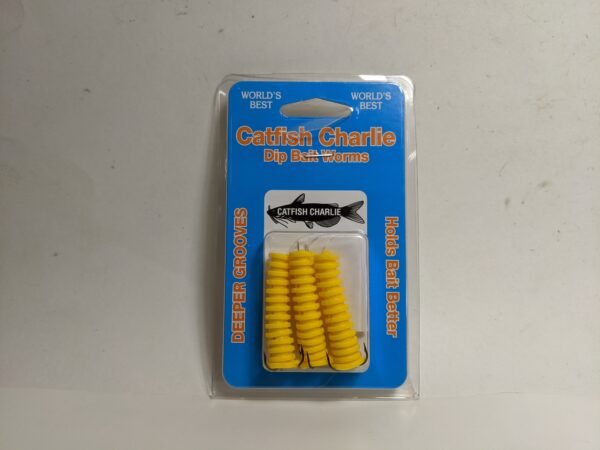 WORLD'S
BEST
WORLD'S
BEST
Catfish Charlie
Dip Bait Worms
CATFISH CHARLIE
DEEPER GROOVES
Holds Bait Better